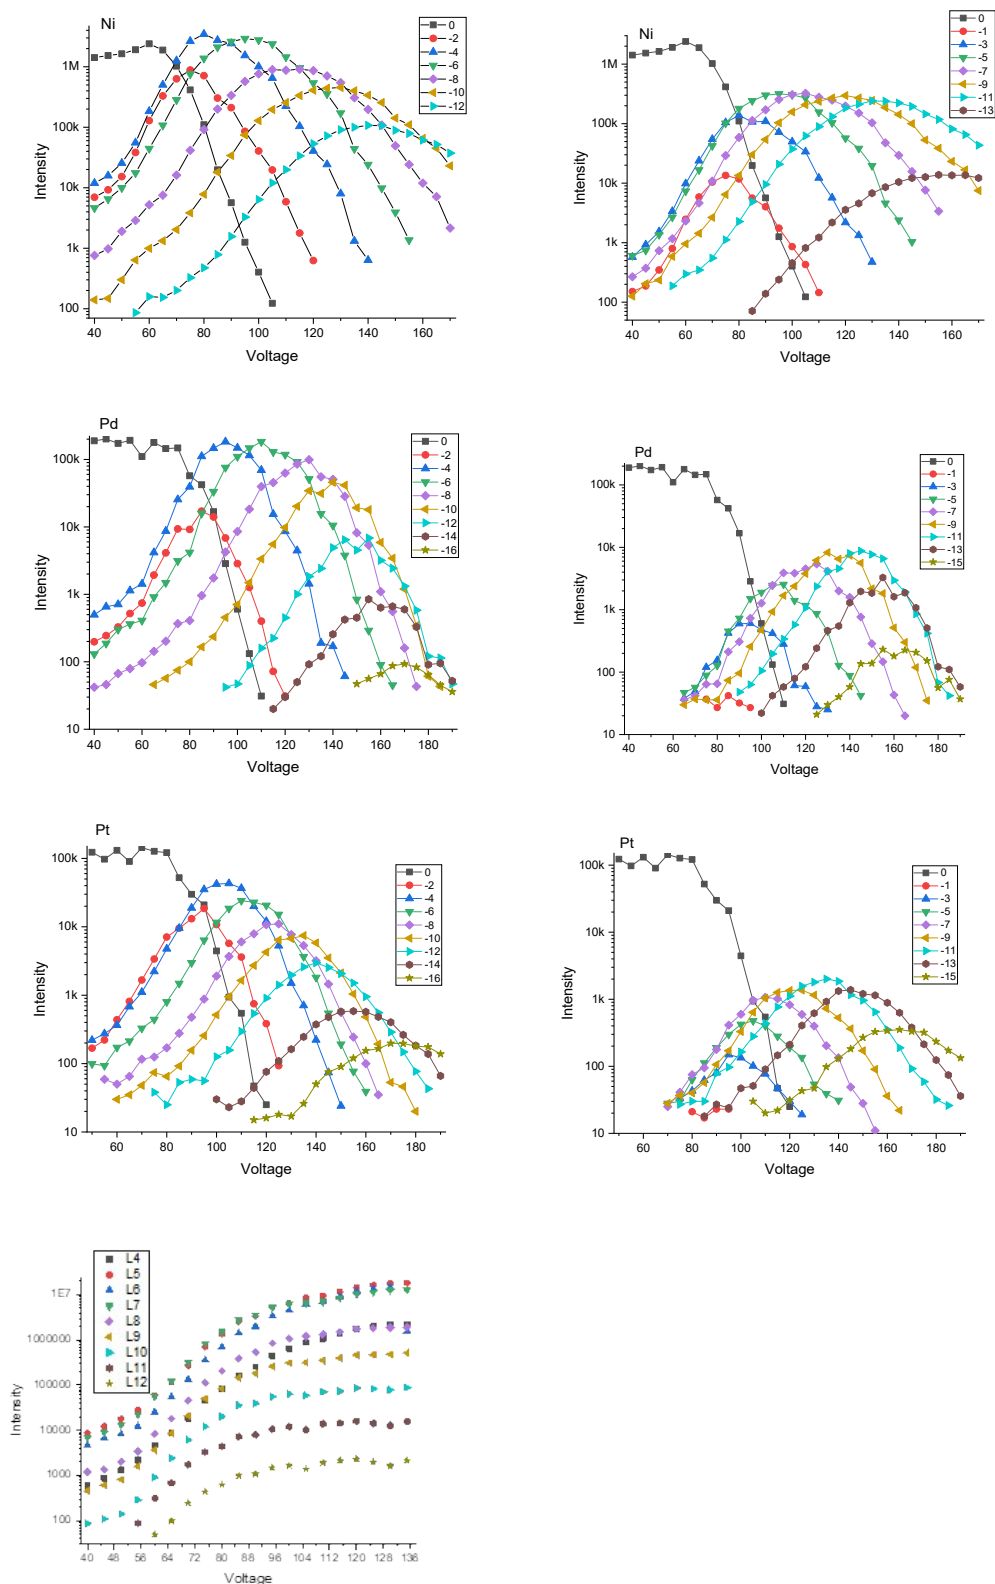 Ni
0
-2
-4
-6
-8
-10
-12
1M
100k
10k
1k
100
Intensity
40 60 80 100 120 140 160
Voltage
Ni
0
-1
-3
-5
-7
-9
-11
-13
1M
100k
10k
1k
100
Intensity
40 60 80 100 120 140 160
Voltage
Pd
0
-2
-4
-6
-8
-10
-12
-14
-16
100k
10k
1k
100
10
Intensity
40 60 80 100 120 140 160 180
Voltage
Pd
0
-1
-3
-5
-7
-9
-11
-13
-15
100k
10k
1k
100
10
Intensity
40 60 80 100 120 140 160 180
Voltage
Pt
0
-2
-4
-6
-8
-10
-12
-14
-16
100k
10k
1k
100
10
Intensity
60 80 100 120 140 160 180
Voltage
Pt
0
-1
-3
-5
-7
-9
-11
-13
-15
100k
10k
1k
100
10
Intensity
60 80 100 120 140 160 180
Voltage
L4
L5
L6
L7
L8
L9
L10
L11
L12
1E7
1000000
100000
10000
1000
100
Intensity
40 48 56 64 72 80 88 96 104 112 120 128 136
Voltage